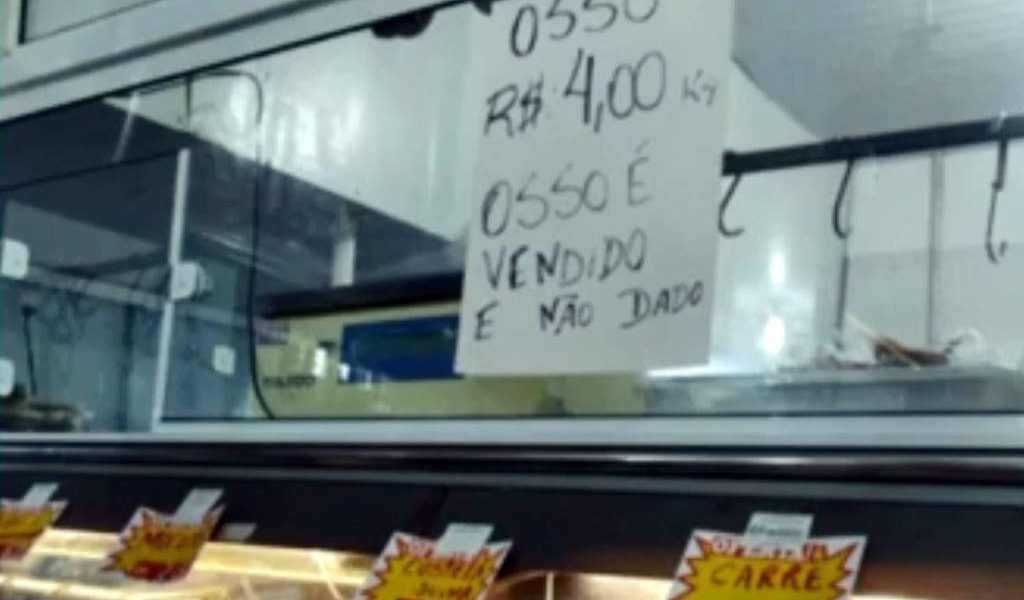 OSSO
R$: 4,00 Kg
OSSO É
VENDIDO
E NÃO DADO
CARRE